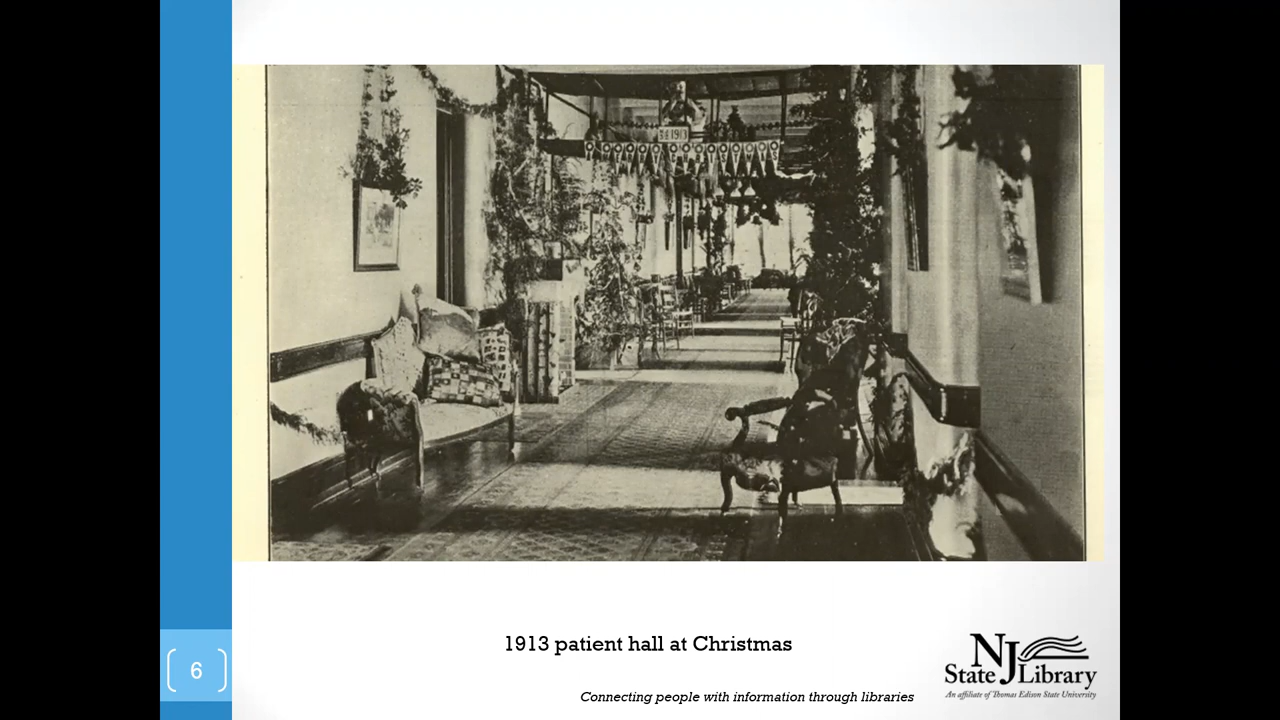 1913
1913 patient hall at Christmas
6
Connecting people with information through libraries
NJ
State Library
An affiliate of Thomas Edison State University